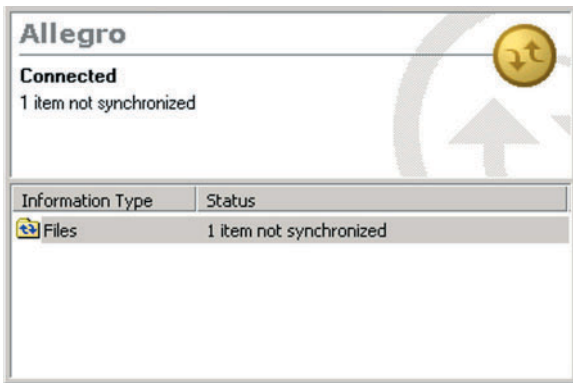 Allegro
Connected
1 item not synchronized
Information Type Status
Files 1 item not synchronized